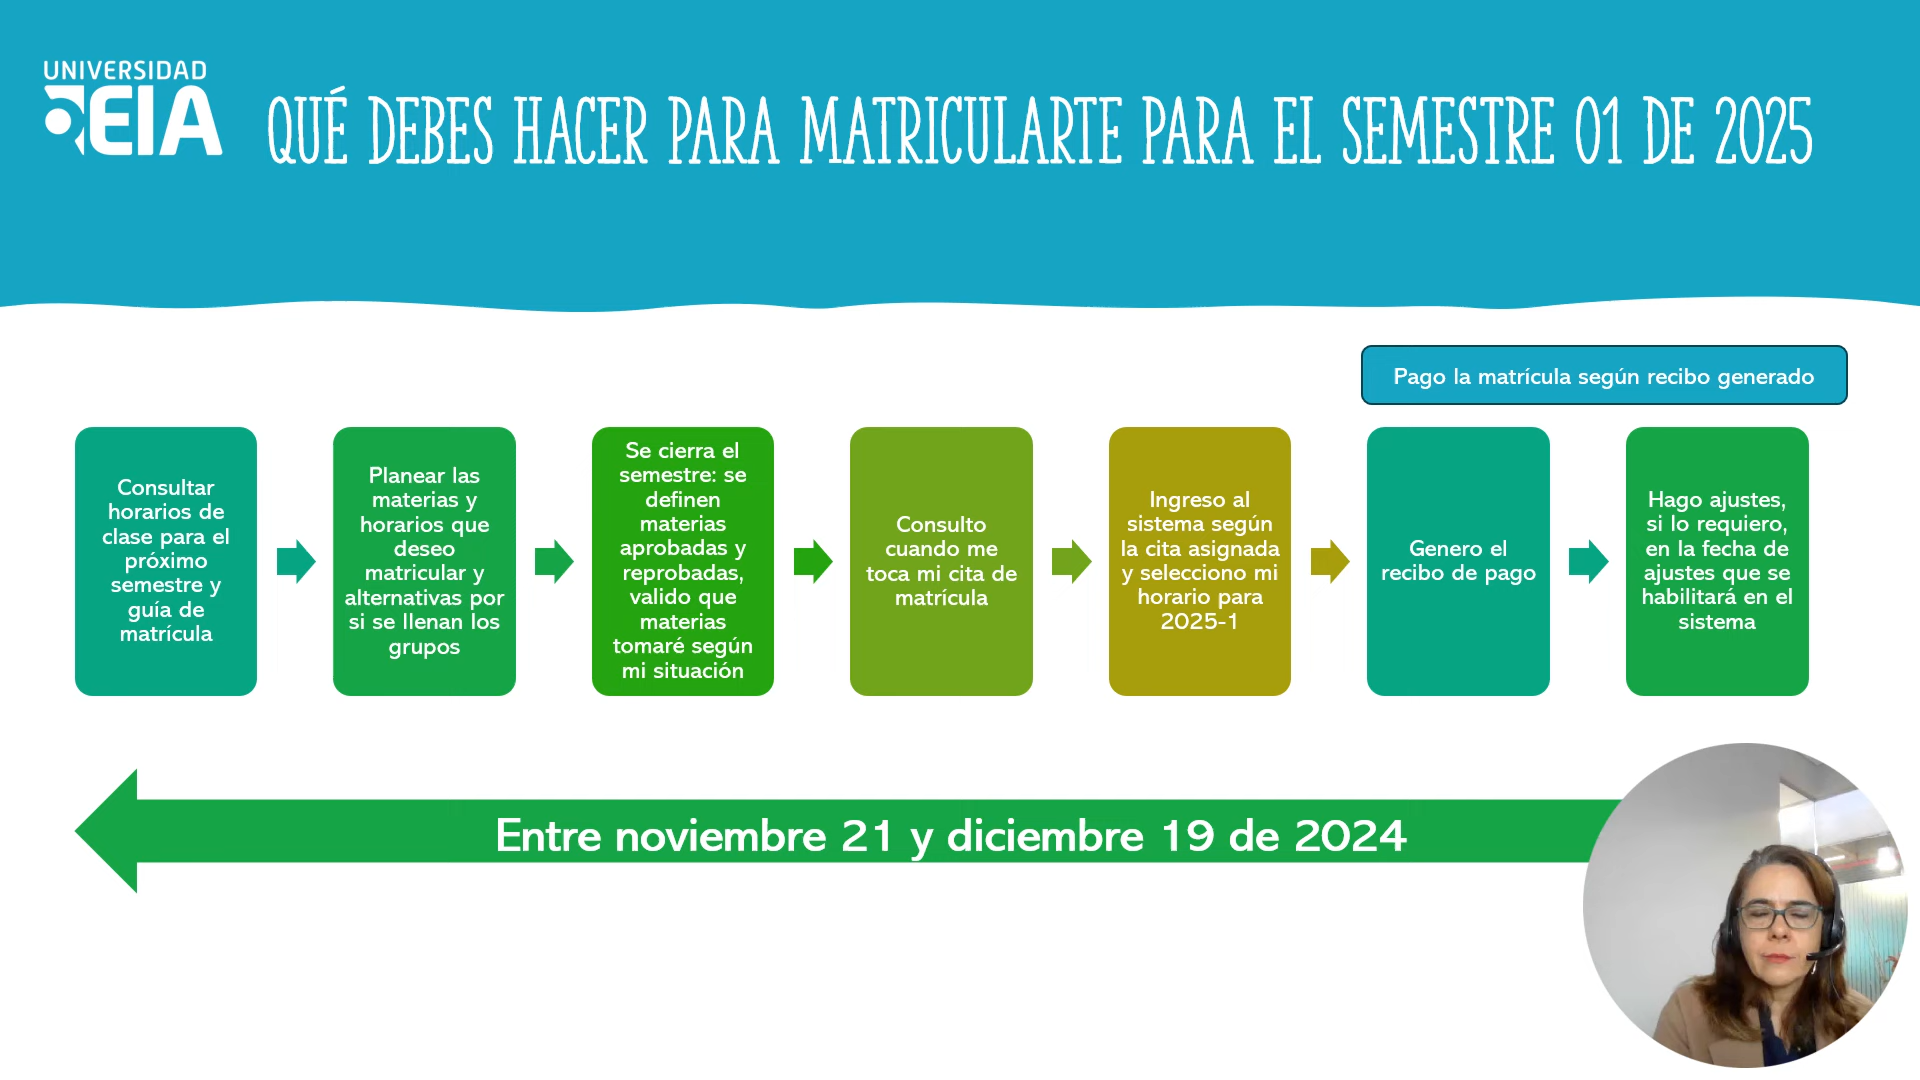 UNIVERSIDAD
EIA
QUÉ DEBES HACER PARA MATRICULARTE PARA EL SEMESTRE 01 DE 2025
Pago la matrícula según recibo generado
Consultar
horarios de
clase para el
próximo
semestre y
guía de
matrícula
Planear las
materias y
horarios que
deseo
matricular y
alternativas por
si se llenan los
grupos
Se cierra el
semestre: se
definen
materias
aprobadas y
reprobadas,
valido que
materias
tomaré según
mi situación
Consulto
cuando me
toca mi cita de
matrícula
Ingreso al
sistema según
la cita asignada
y selecciono mi
horario para
2025-1
Genero el
recibo de pago
Hago ajustes,
si lo requiero,
en la fecha de
ajustes que se
habilitará en el
sistema
Entre noviembre 21 y diciembre 19 de 2024